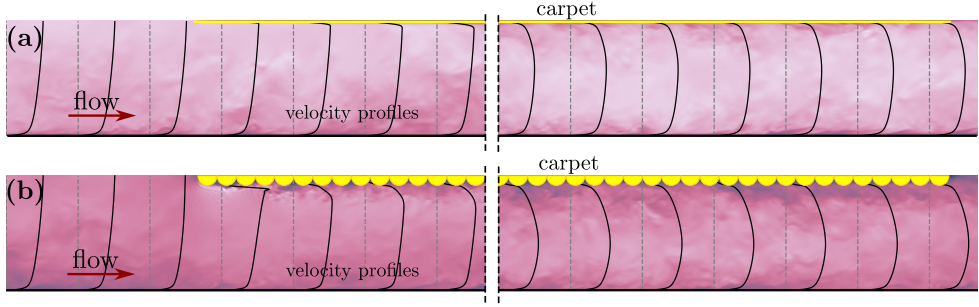 carpet
(a)
flow
velocity profiles
carpet
(b)
flow
velocity profiles